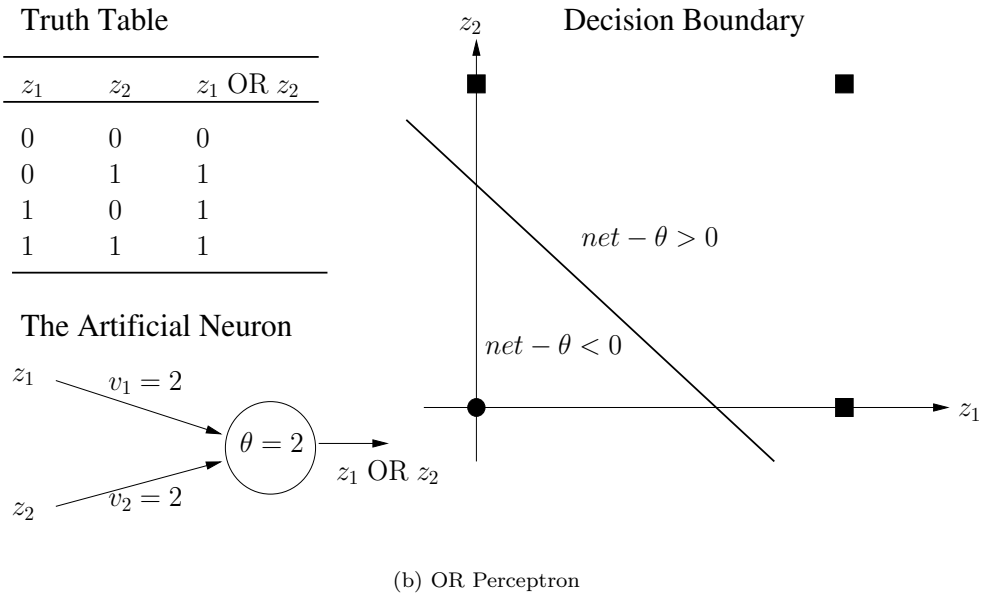 Truth Table
z₁ z₂ z₁ OR z₂
0 0 0
0 1 1
1 0 1
1 1 1
The Artificial Neuron
z₁
v₁ = 2
θ = 2
z₁ OR z₂
v₂ = 2
z₂
Decision Boundary
z₂
net − θ > 0
net − θ < 0
z₁
(b) OR Perceptron